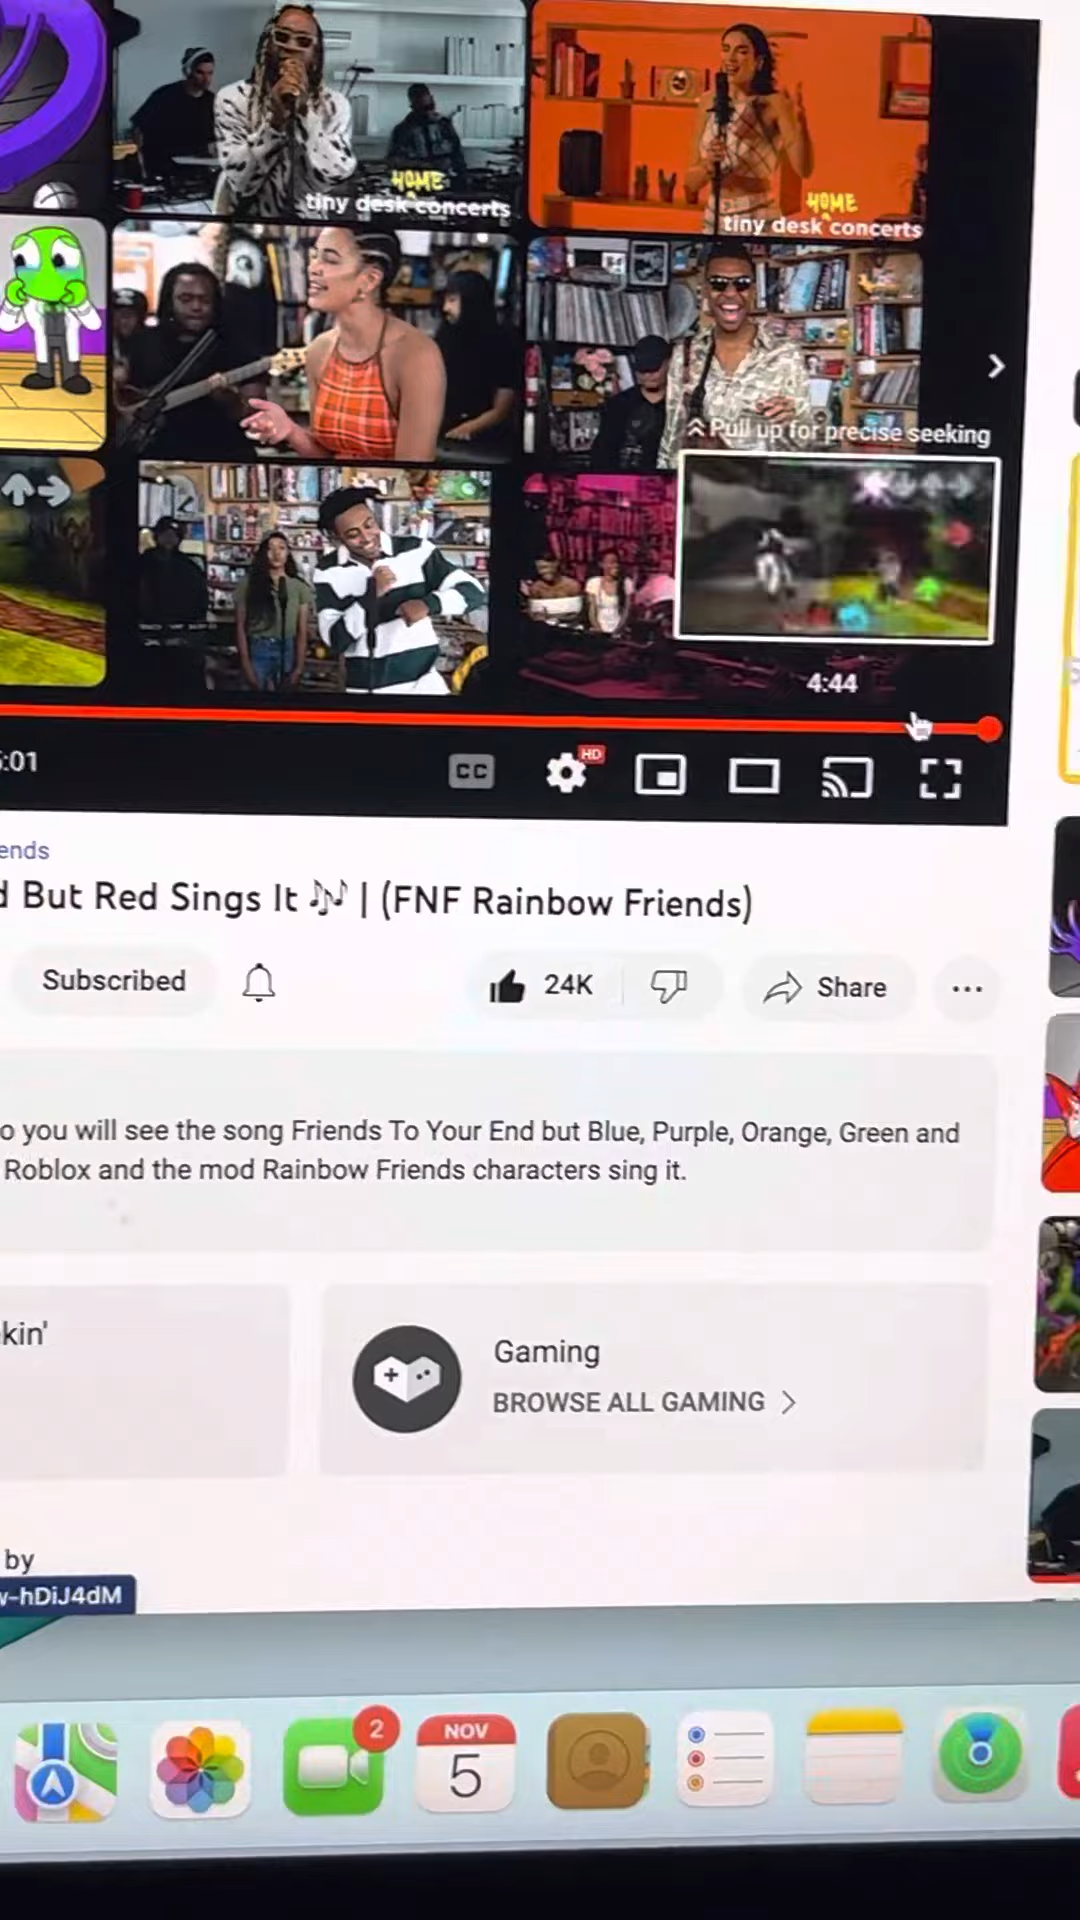 HOME
tiny desk concerts
HOME
tiny desk concerts
Pull up for precise seeking
4:44
:01
CC
HD
ends
But Red Sings It 🎶 | (FNF Rainbow Friends)
Subscribed
24K
Share
...
o you will see the song Friends To Your End but Blue, Purple, Orange, Green and
Roblox and the mod Rainbow Friends characters sing it.
kin'
Gaming
BROWSE ALL GAMING >
by
-hDiJ4dM
2
NOV
5